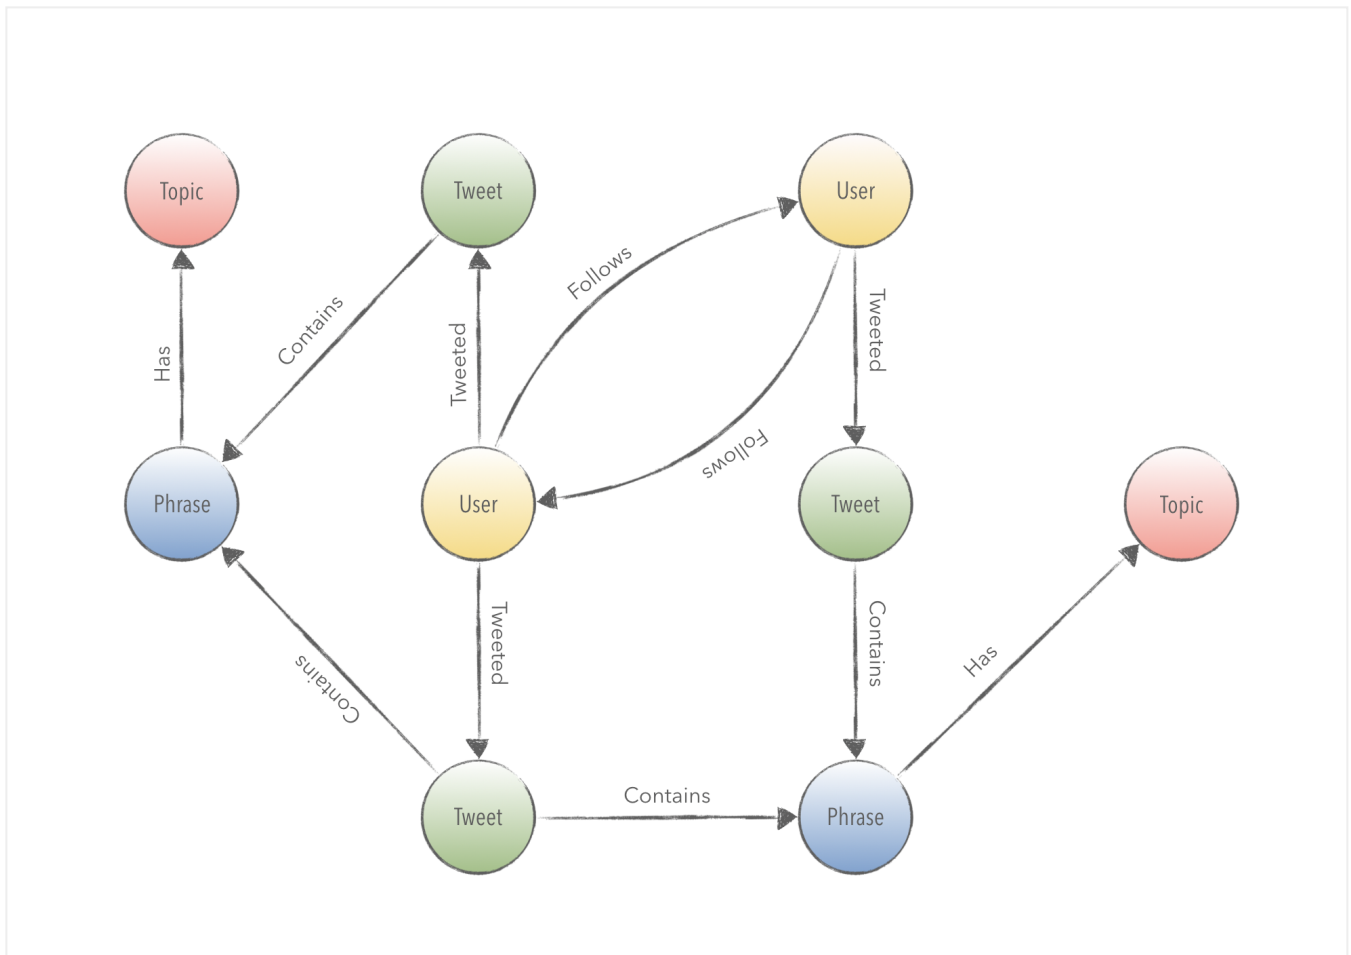 Topic
Tweet
User
Follows
Tweeted
Contains
Tweeted
Has
Follows
Phrase
User
Tweet
Topic
Tweeted
Contains
Has
Contains
Contains
Tweet
Phrase